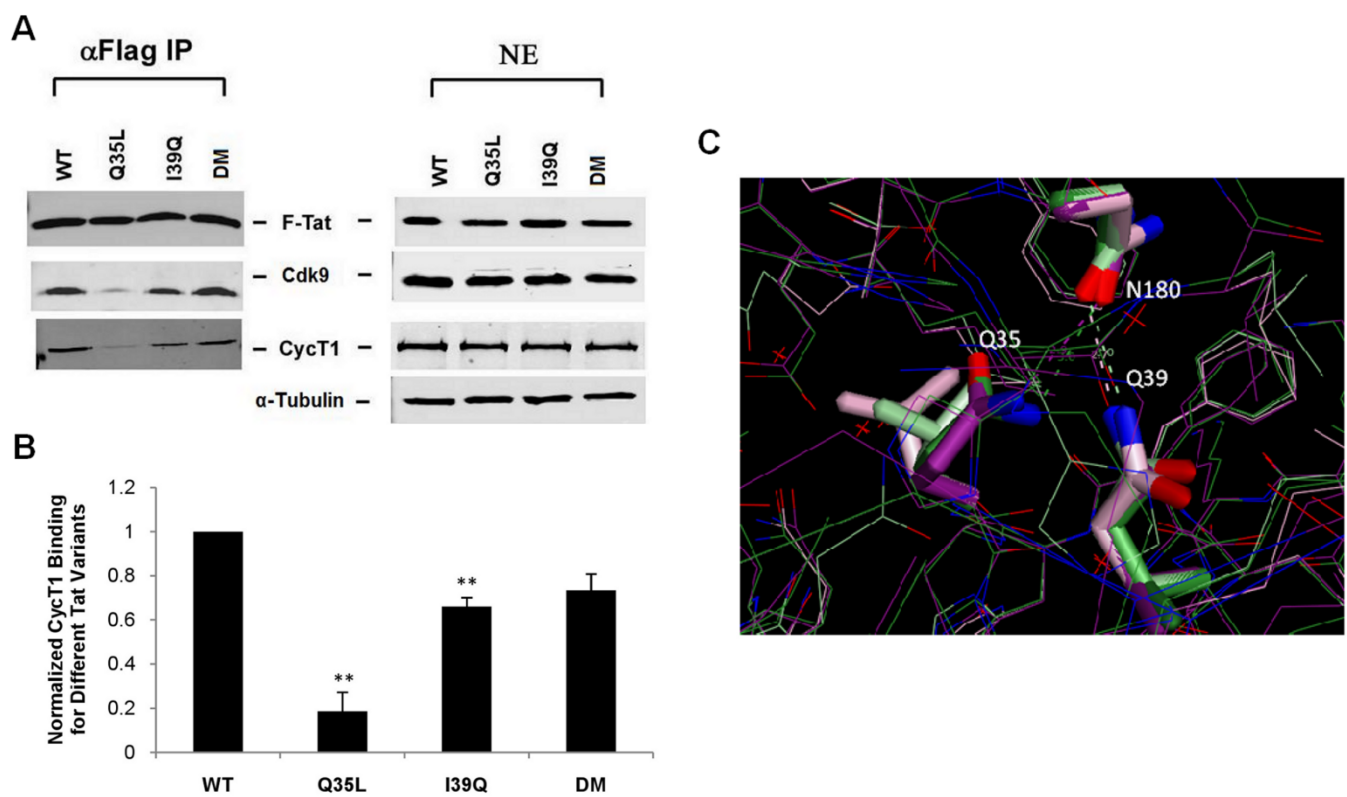 A
αFlag IP
NE
WT
Q35L
I39Q
DM
WT
Q35L
I39Q
DM
– F-Tat –
Cdk9 –
– CycT1 –
α-Tubulin –
B
Normalized CycT1 Binding
for Different Tat Variants
1.2
1
0.8
0.6
0.4
0.2
0
**
**
WT
Q35L
I39Q
DM
C
N180
Q35
Q39